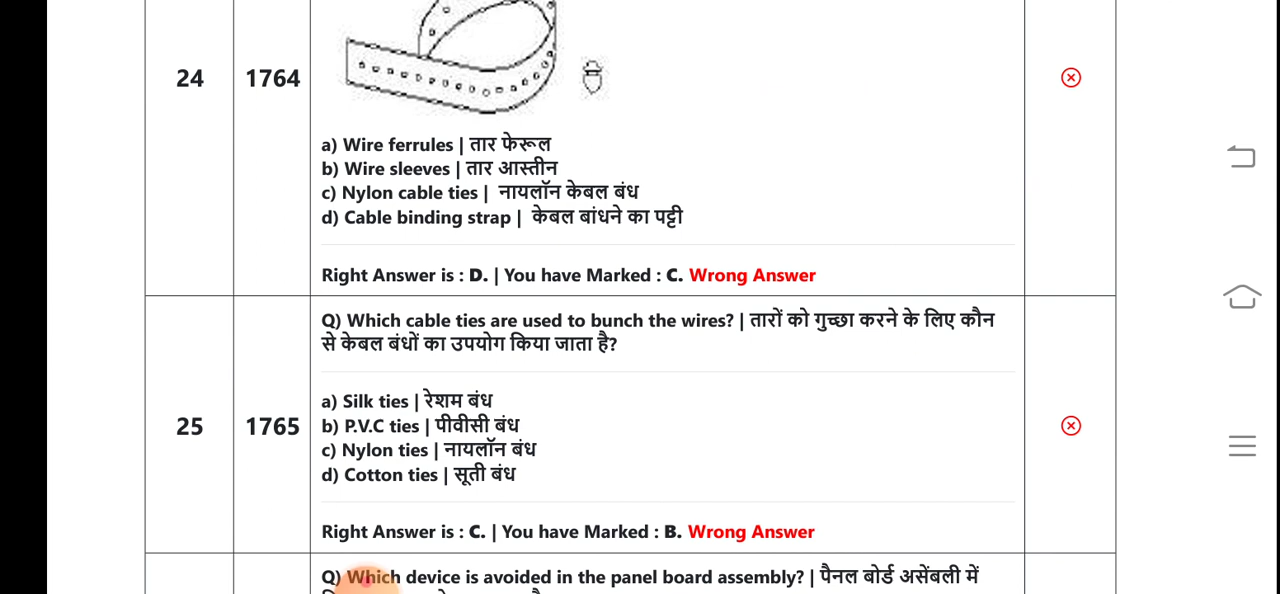 24
1764
a) Wire ferrules | तार फेरूल
b) Wire sleeves | तार आस्तीन
c) Nylon cable ties | नायलॉन केबल बंध
d) Cable binding strap | केबल बांधने का पट्टी
Right Answer is : D. | You have Marked : C. Wrong Answer
25
1765
Q) Which cable ties are used to bunch the wires? | तारों को गुच्छा करने के लिए कौन
से केबल बंधों का उपयोग किया जाता है?
a) Silk ties | रेशम बंध
b) P.V.C ties | पीवीसी बंध
c) Nylon ties | नायलॉन बंध
d) Cotton ties | सूती बंध
Right Answer is : C. | You have Marked : B. Wrong Answer
Q) Which device is avoided in the panel board assembly? | पैनल बोर्ड असेंबली में